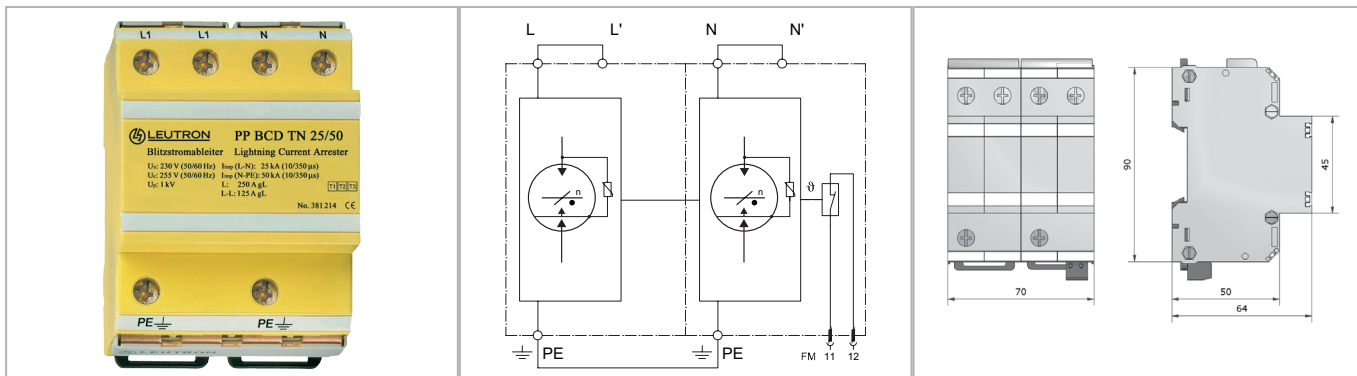 L1 L1 N N
LEUTRON PP BCD TN 25/50
Blitzstromableiter Lightning Current Arrester
Uₙ: 230 V (50/60 Hz) Iimp (L-N): 25 kA (10/350 µs)
Uc: 255 V (50/60 Hz) Iimp (N-PE): 50 kA (10/350 µs)
Up: 1 kV L: 250 A gL
L-L: 125 A gL
T1 T2 T3
No. 381 214 CE
PE PE
LEUTRON
L L' N N'
n n ϑ
PE PE FM 11 12
90
45
70
50
64